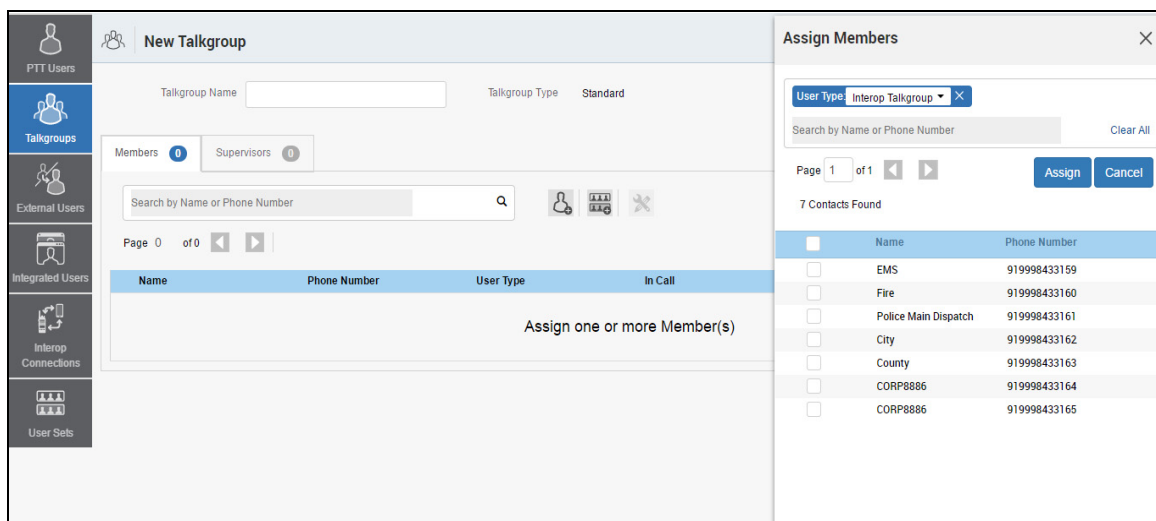 PTT Users
Talkgroups
External Users
Integrated Users
Interop
Connections
User Sets
New Talkgroup
Talkgroup Name
Talkgroup Type Standard
Members 0 Supervisors 0
Search by Name or Phone Number
Page 0 of 0
Name Phone Number User Type In Call
Assign one or more Member(s)
Assign Members
User Type: Interop Talkgroup
Search by Name or Phone Number Clear All
Page 1 of 1 Assign Cancel
7 Contacts Found
Name Phone Number
EMS 919998433159
Fire 919998433160
Police Main Dispatch 919998433161
City 919998433162
County 919998433163
CORP8886 919998433164
CORP8886 919998433165